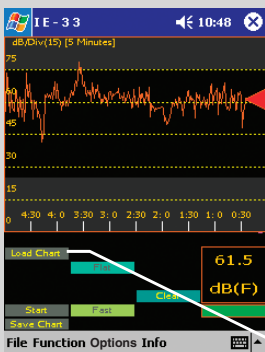 IE-33 10:48
dB/Div(15) [5 Minutes]
75
60
45
30
15
0 4:30 4: 0 3:30 3: 0 2:30 2: 0 1:30 1: 0 0:30
Load Chart
Flat
61.5
dB(F)
Clear
Start Fast
Save Chart
File Function Options Info